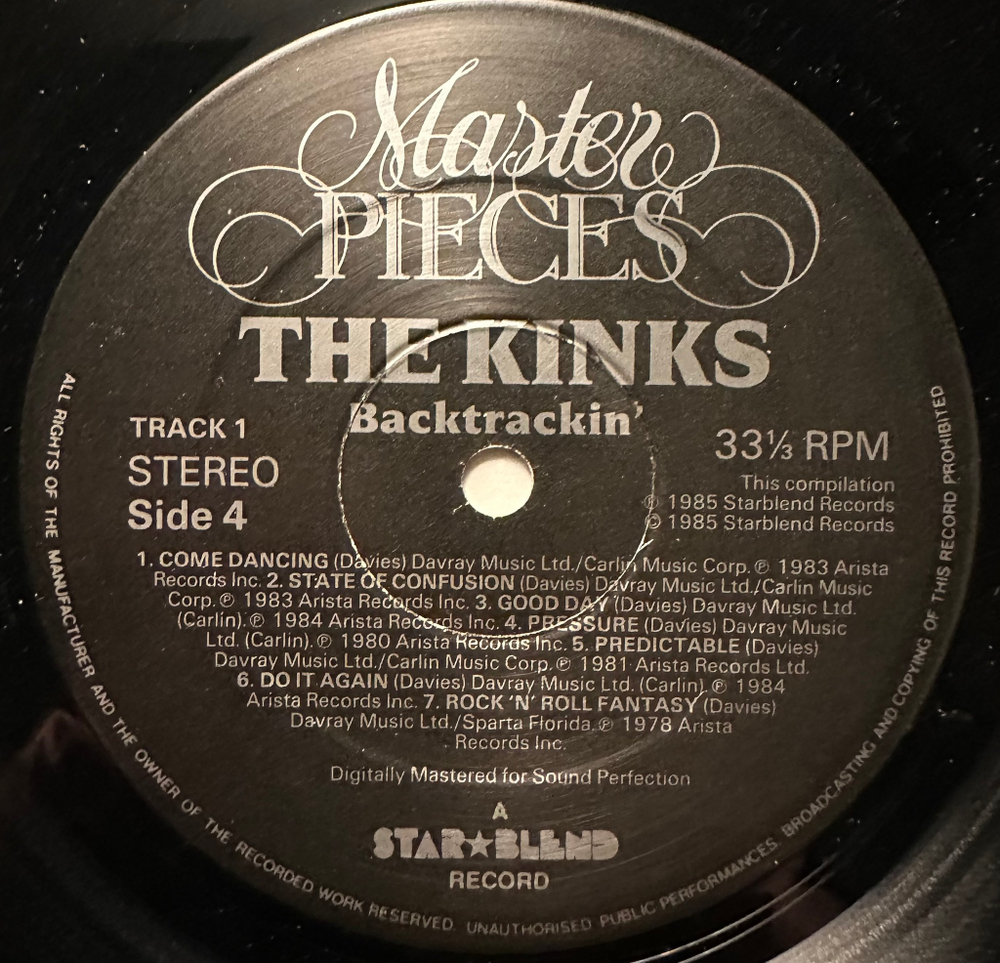 Master
PIECES
THE KINKS
Backtrackin'
TRACK 1
STEREO
Side 4
33⅓ RPM
This compilation
℗ 1985 Starblend Records
© 1985 Starblend Records
1. COME DANCING (Davies) Davray Music Ltd./Carlin Music Corp. ℗ 1983 Arista
Records Inc. 2. STATE OF CONFUSION (Davies) Davray Music Ltd./Carlin Music
Corp. ℗ 1983 Arista Records Inc. 3. GOOD DAY (Davies) Davray Music Ltd.
(Carlin). ℗ 1984 Arista Records Inc. 4. PRESSURE (Davies) Davray Music
Ltd. (Carlin). ℗ 1980 Arista Records Inc. 5. PREDICTABLE (Davies)
Davray Music Ltd./Carlin Music Corp. ℗ 1981 Arista Records Ltd.
6. DO IT AGAIN (Davies) Davray Music Ltd. (Carlin). ℗ 1984
Arista Records Inc. 7. ROCK 'N' ROLL FANTASY (Davies)
Davray Music Ltd./Sparta Florida. ℗ 1978 Arista
Records Inc.
Digitally Mastered for Sound Perfection
A
STAR★BLEND
RECORD
ALL RIGHTS OF THE MANUFACTURER AND THE OWNER OF THE RECORDED WORK RESERVED. UNAUTHORISED PUBLIC PERFORMANCES. BROADCASTING AND COPYING OF THIS RECORD PROHIBITED